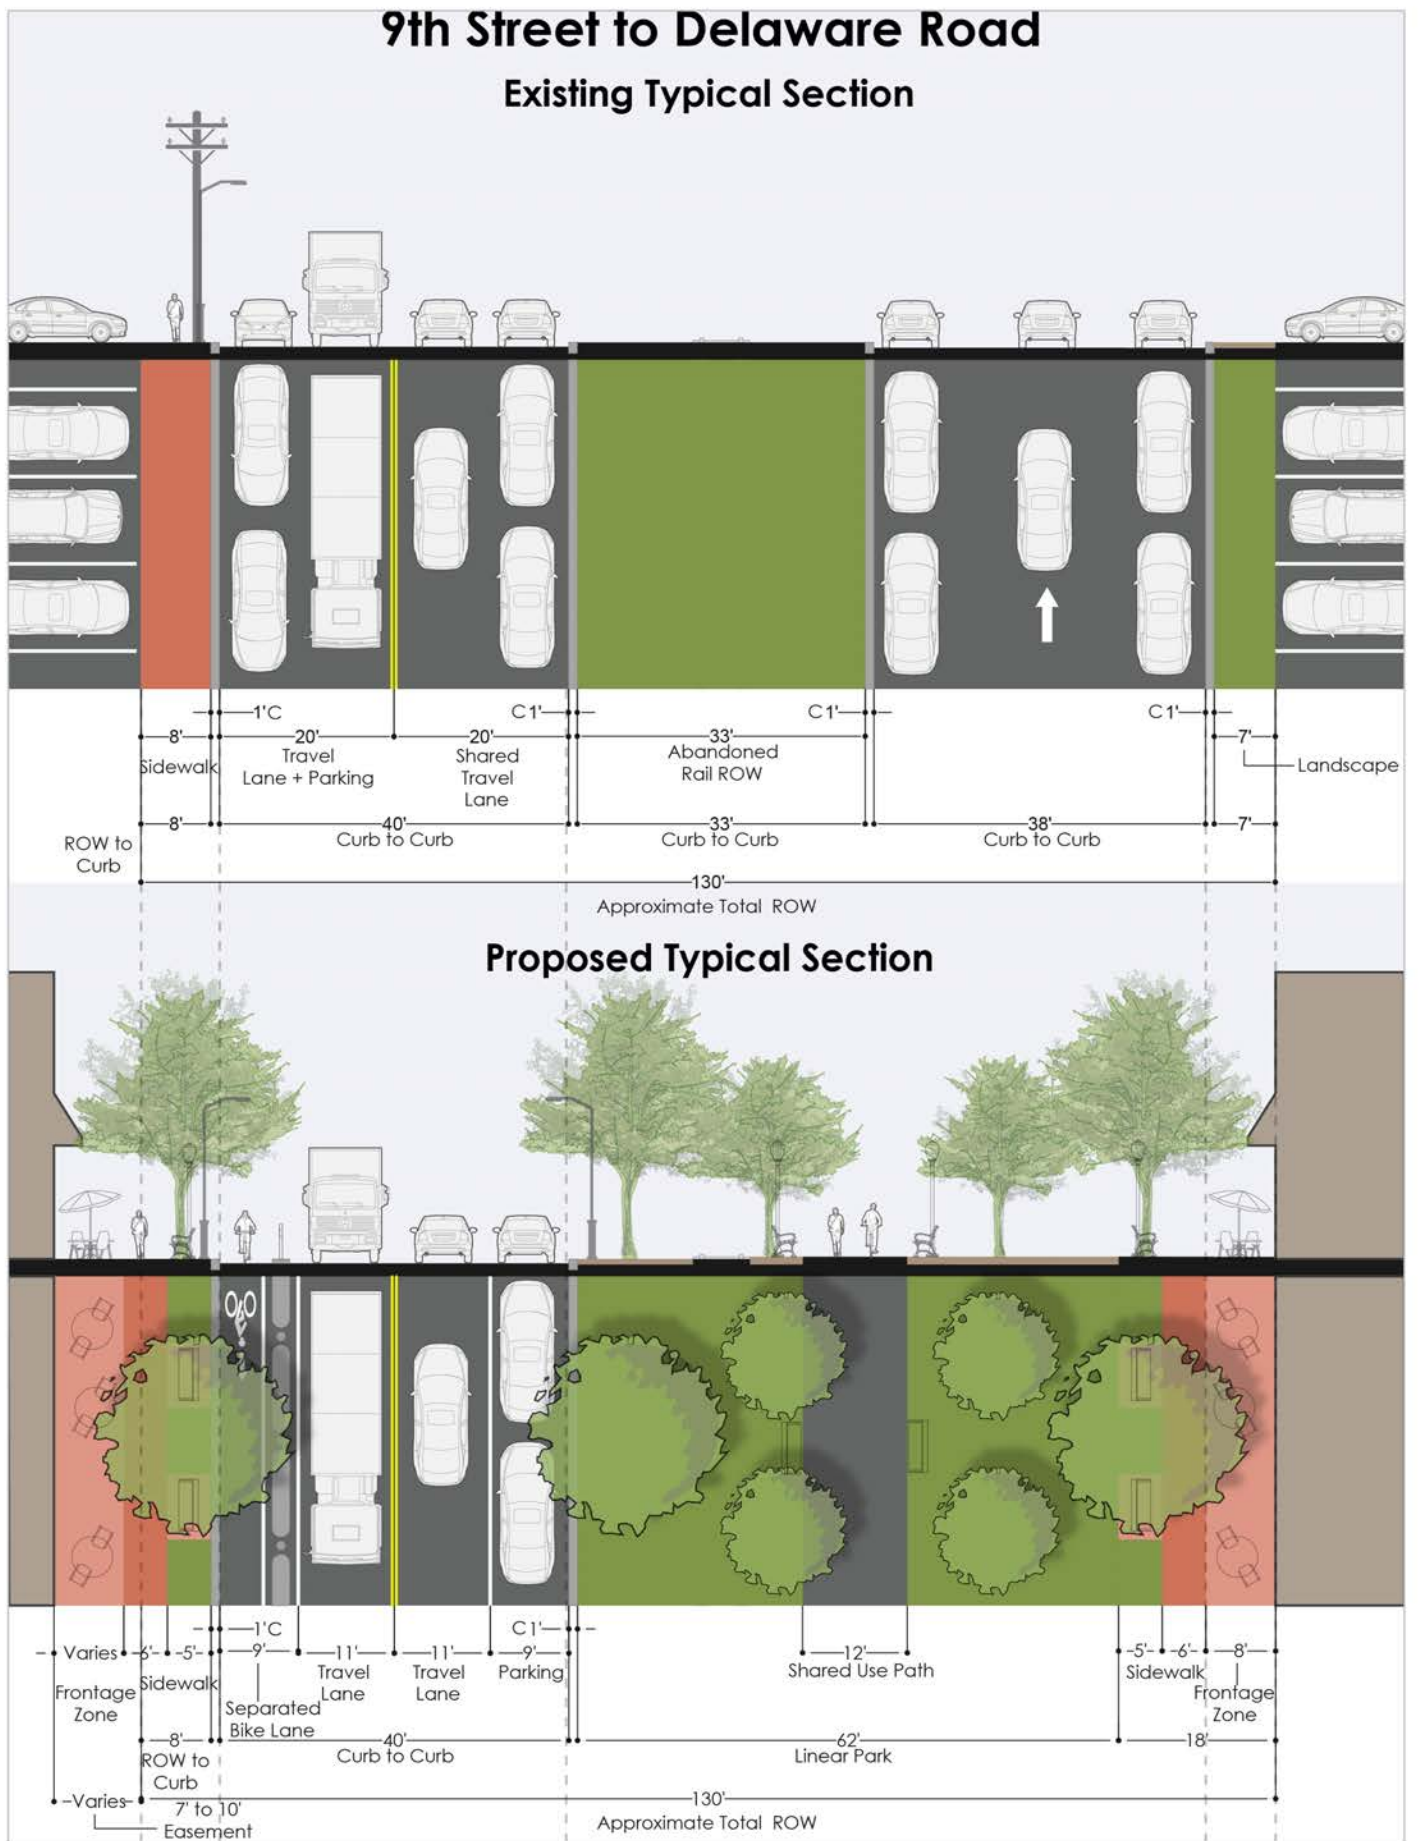 9th Street to Delaware Road
Existing Typical Section
1'C
C1'
C1'
C1'
8'
20'
20'
33'
7'
Sidewalk
Travel
Lane + Parking
Shared
Travel
Lane
Abandoned
Rail ROW
Landscape
8'
40'
33'
38'
7'
ROW to
Curb
Curb to Curb
Curb to Curb
Curb to Curb
130'
Approximate Total ROW
Proposed Typical Section
1'C
C1'
Varies
6'
5'
9'
11'
11'
9'
12'
5'
6'
8'
Frontage
Zone
Sidewalk
Separated
Bike Lane
Travel
Lane
Travel
Lane
Parking
Shared Use Path
Sidewalk
Frontage
Zone
8'
40'
62'
18'
ROW to
Curb
Curb to Curb
Linear Park
Varies
7' to 10'
Easement
130'
Approximate Total ROW